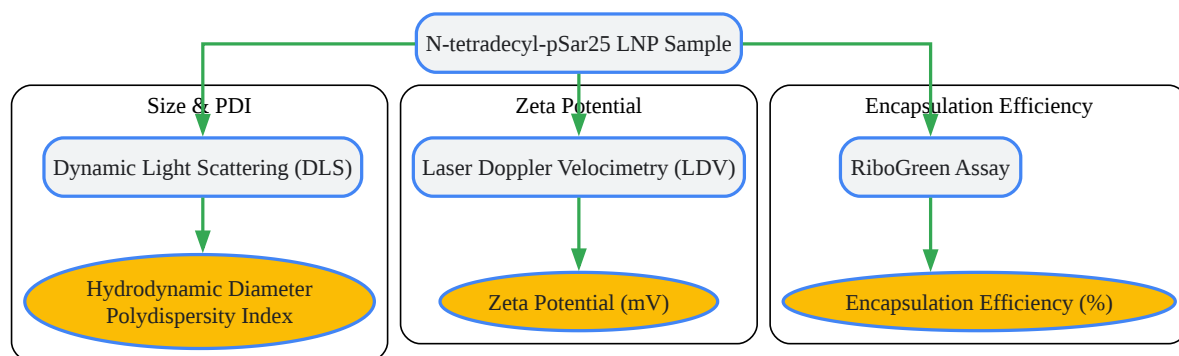 N-tetradecyl-pSar25 LNP Sample
Size & PDI
Zeta Potential
Encapsulation Efficiency
Dynamic Light Scattering (DLS)
Laser Doppler Velocimetry (LDV)
RiboGreen Assay
Hydrodynamic Diameter
Polydispersity Index
Zeta Potential (mV)
Encapsulation Efficiency (%)